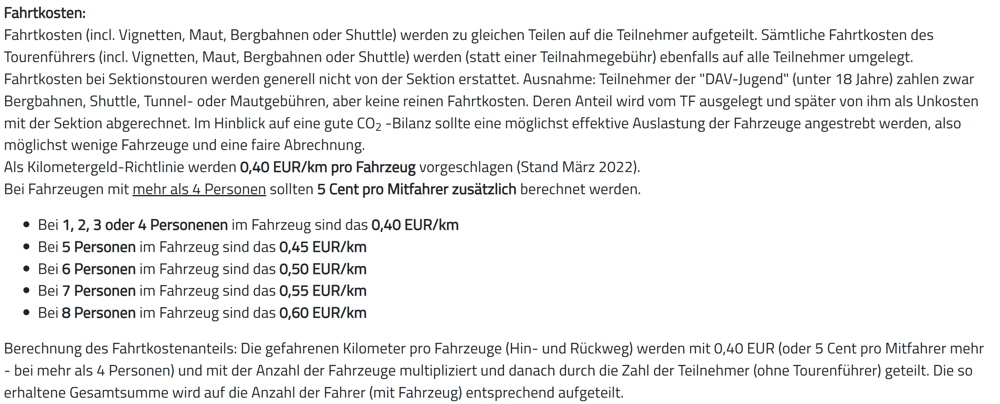 Fahrtkosten:
Fahrtkosten (incl. Vignetten, Maut, Bergbahnen oder Shuttle) werden zu gleichen Teilen auf die Teilnehmer aufgeteilt. Sämtliche Fahrtkosten des
Tourenführers (incl. Vignetten, Maut, Bergbahnen oder Shuttle) werden (statt einer Teilnahmegebühr) ebenfalls auf alle Teilnehmer umgelegt.
Fahrtkosten bei Sektionstouren werden generell nicht von der Sektion erstattet. Ausnahme: Teilnehmer der "DAV-Jugend" (unter 18 Jahre) zahlen zwar
Bergbahnen, Shuttle, Tunnel- oder Mautgebühren, aber keine reinen Fahrtkosten. Deren Anteil wird vom TF ausgelegt und später von ihm als Unkosten
mit der Sektion abgerechnet. Im Hinblick auf eine gute CO₂ -Bilanz sollte eine möglichst effektive Auslastung der Fahrzeuge angestrebt werden, also
möglichst wenige Fahrzeuge und eine faire Abrechnung.
Als Kilometergeld-Richtlinie werden 0,40 EUR/km pro Fahrzeug vorgeschlagen (Stand März 2022).
Bei Fahrzeugen mit mehr als 4 Personen sollten 5 Cent pro Mitfahrer zusätzlich berechnet werden.
• Bei 1, 2, 3 oder 4 Personenen im Fahrzeug sind das 0,40 EUR/km
• Bei 5 Personen im Fahrzeug sind das 0,45 EUR/km
• Bei 6 Personen im Fahrzeug sind das 0,50 EUR/km
• Bei 7 Personen im Fahrzeug sind das 0,55 EUR/km
• Bei 8 Personen im Fahrzeug sind das 0,60 EUR/km
Berechnung des Fahrtkostenanteils: Die gefahrenen Kilometer pro Fahrzeuge (Hin- und Rückweg) werden mit 0,40 EUR (oder 5 Cent pro Mitfahrer mehr
- bei mehr als 4 Personen) und mit der Anzahl der Fahrzeuge multipliziert und danach durch die Zahl der Teilnehmer (ohne Tourenführer) geteilt. Die so
erhaltene Gesamtsumme wird auf die Anzahl der Fahrer (mit Fahrzeug) entsprechend aufgeteilt.